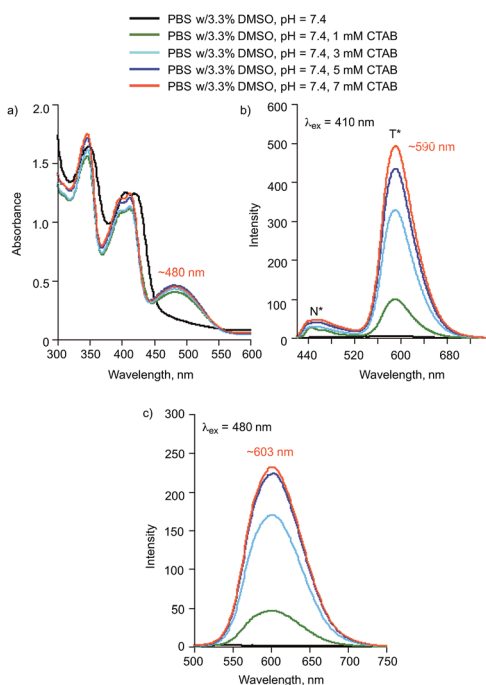 PBS w/3.3% DMSO, pH = 7.4
PBS w/3.3% DMSO, pH = 7.4, 1 mM CTAB
PBS w/3.3% DMSO, pH = 7.4, 3 mM CTAB
PBS w/3.3% DMSO, pH = 7.4, 5 mM CTAB
PBS w/3.3% DMSO, pH = 7.4, 7 mM CTAB
a)
2.0
1.5
1.0
0.5
0
Absorbance
~480 nm
300 350 400 450 500 550 600
Wavelength, nm
b)
600
500
400
300
200
100
0
Intensity
λex = 410 nm
T*
~590 nm
N*
440 520 600 680
Wavelength, nm
c)
300
250
200
150
100
50
0
Intensity
λex = 480 nm
~603 nm
500 550 600 650 700 750
Wavelength, nm